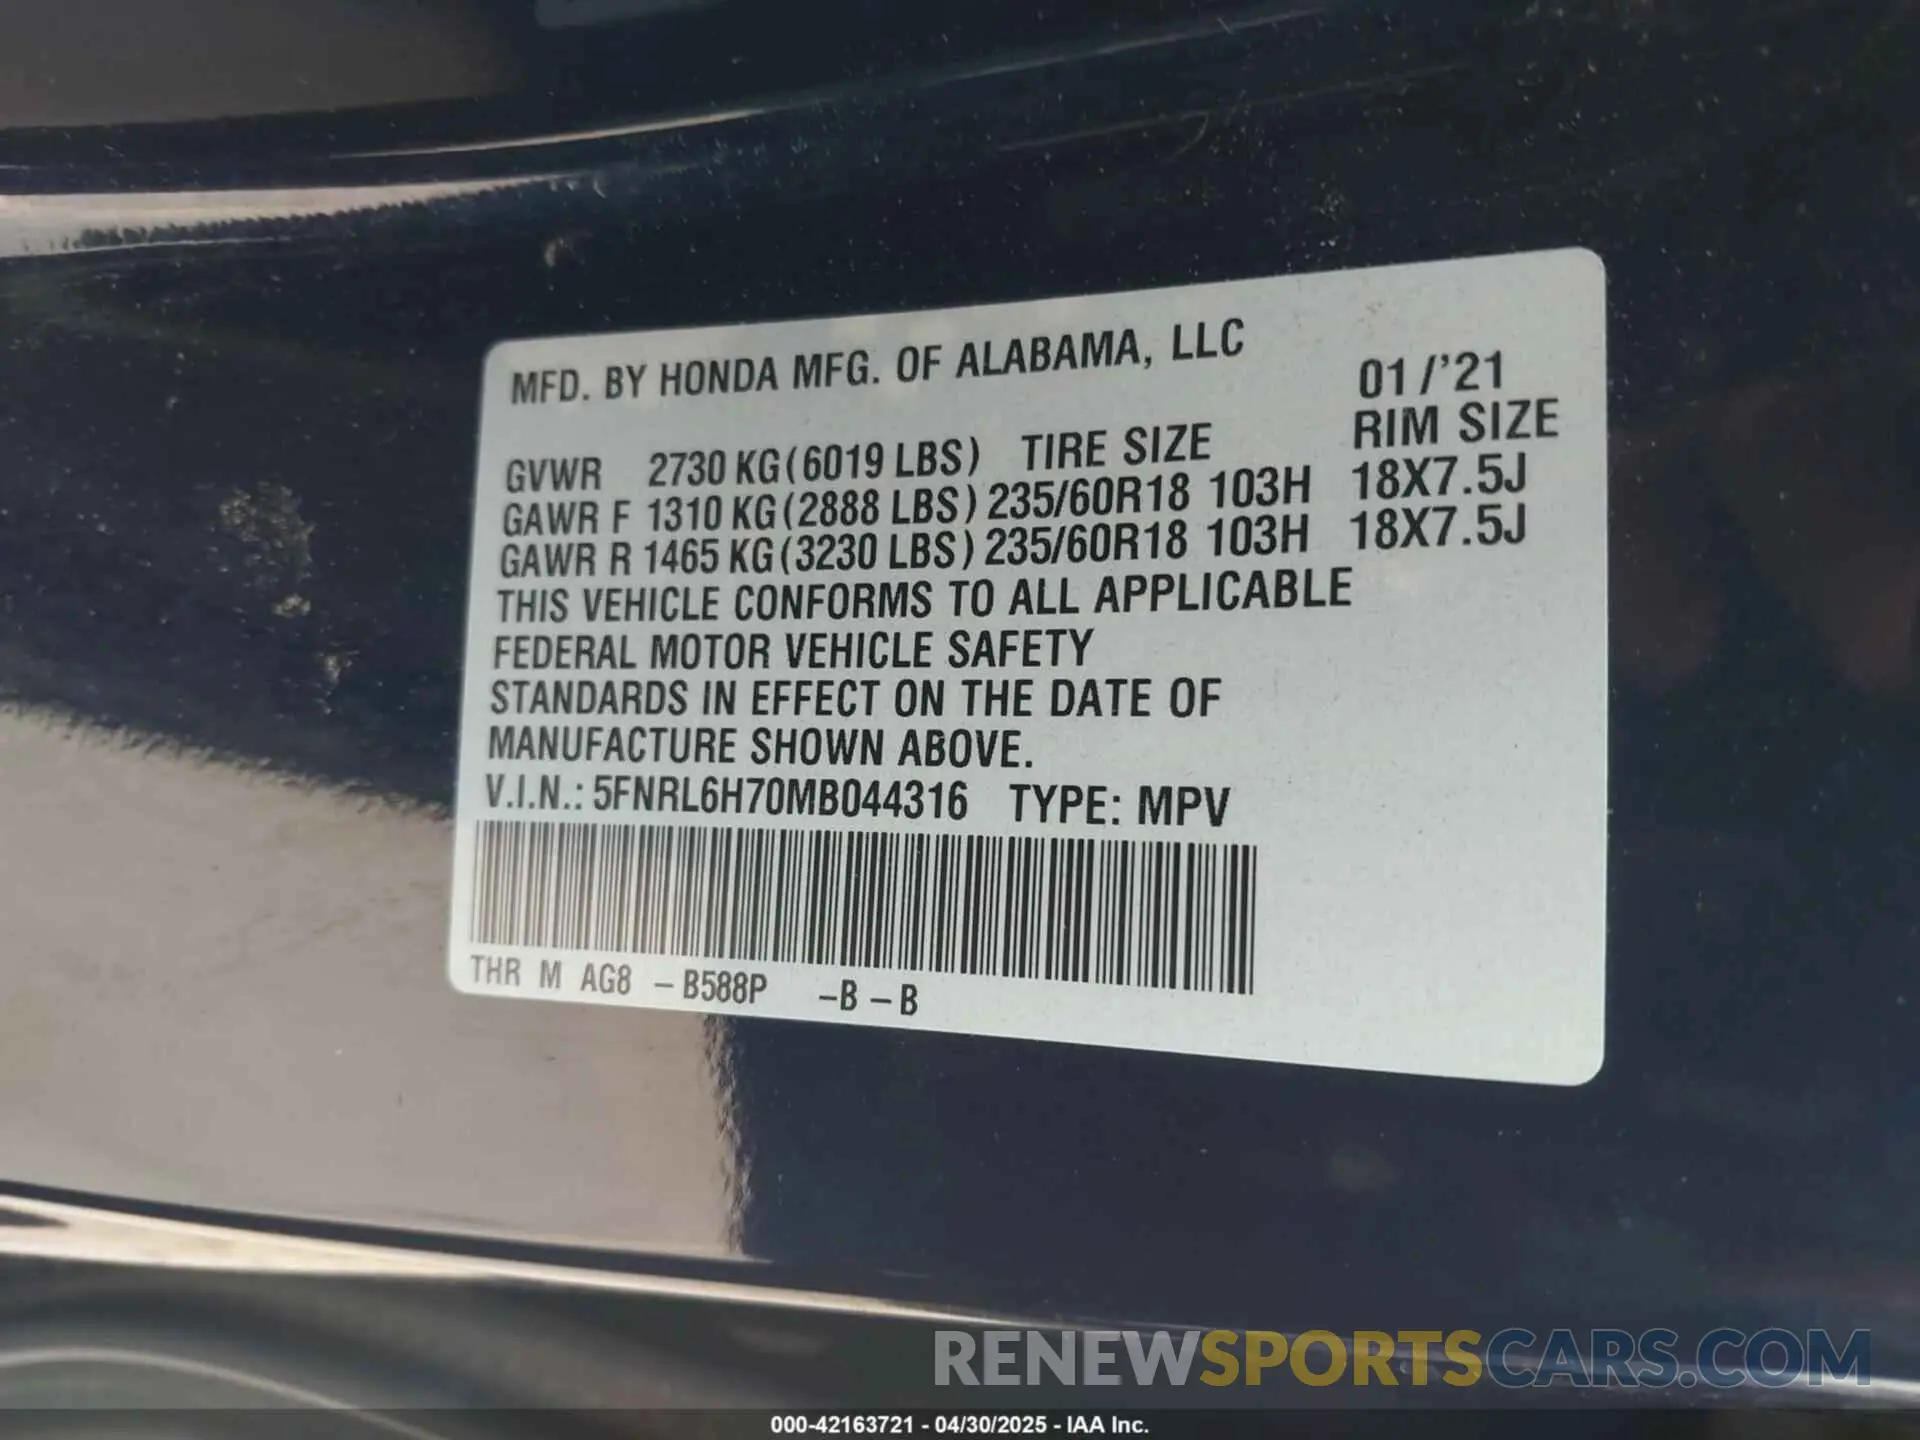 MFD. BY HONDA MFG. OF ALABAMA, LLC 01/'21
GVWR 2730 KG(6019 LBS) TIRE SIZE RIM SIZE
GAWR F 1310 KG(2888 LBS) 235/60R18 103H 18X7.5J
GAWR R 1465 KG(3230 LBS) 235/60R18 103H 18X7.5J
THIS VEHICLE CONFORMS TO ALL APPLICABLE
FEDERAL MOTOR VEHICLE SAFETY
STANDARDS IN EFFECT ON THE DATE OF
MANUFACTURE SHOWN ABOVE.
V.I.N.: 5FNRL6H70MB044316 TYPE: MPV
THR M AG8 -B588P -B -B
RENEWSPORTSCARS.COM
000-42163721 - 04/30/2025 - IAA Inc.